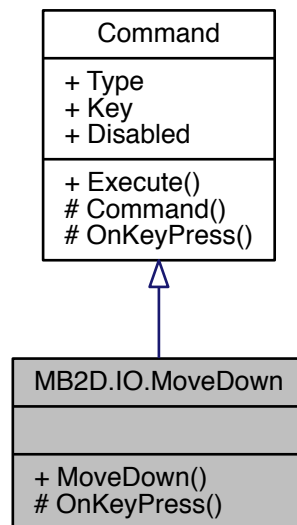 Command
+ Type
+ Key
+ Disabled
+ Execute()
# Command()
# OnKeyPress()
MB2D.IO.MoveDown
+ MoveDown()
# OnKeyPress()